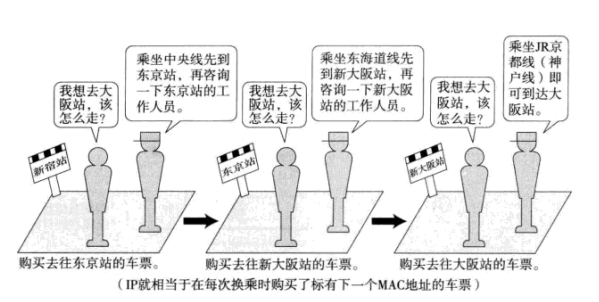 乘坐中央线先到
东京站，再咨询
一下东京站的工
作人员。
我想去大
阪站，该
怎么走？
新宿站
购买去往东京站的车票。
乘坐东海道线先
到新大阪站，再
咨询一下新大阪
站的工作人员。
我想去大
阪站，该
怎么走？
东京站
购买去往新大阪站的车票。
乘坐JR京
都线（神
户线）即
可到达大
阪站。
我想去大
阪站，该
怎么走？
新大阪站
购买去往大阪站的车票。
（IP就相当于在每次换乘时购买了标有下一个MAC地址的车票）